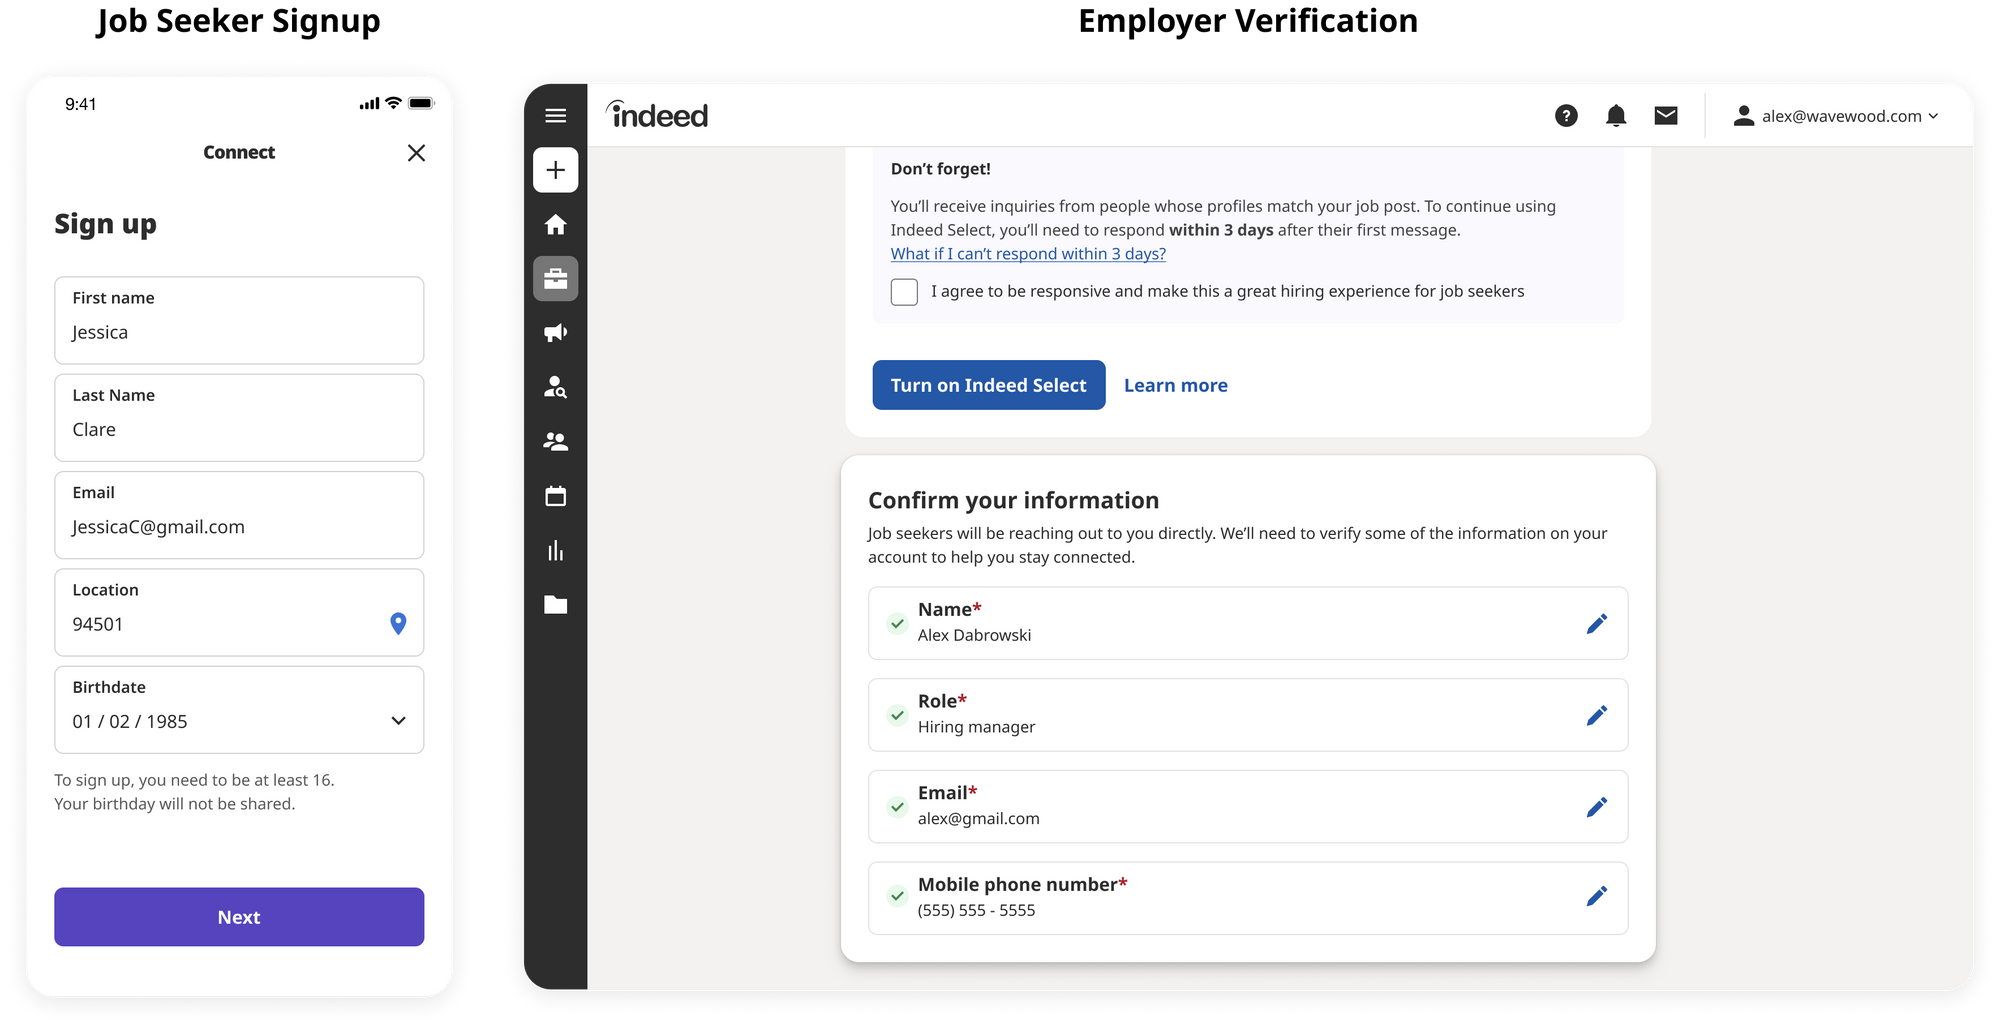 Job Seeker Signup
9:41
Connect
Sign up
First name
Jessica
Last Name
Clare
Email
JessicaC@gmail.com
Location
94501
Birthdate
01 / 02 / 1985
To sign up, you need to be at least 16.
Your birthday will not be shared.
Next
Employer Verification
indeed
alex@wavewood.com
Don’t forget!
You’ll receive inquiries from people whose profiles match your job post. To continue using
Indeed Select, you’ll need to respond within 3 days after their first message.
What if I can’t respond within 3 days?
I agree to be responsive and make this a great hiring experience for job seekers
Turn on Indeed Select
Learn more
Confirm your information
Job seekers will be reaching out to you directly. We’ll need to verify some of the information on your
account to help you stay connected.
Name*
Alex Dabrowski
Role*
Hiring manager
Email*
alex@gmail.com
Mobile phone number*
(555) 555 - 5555